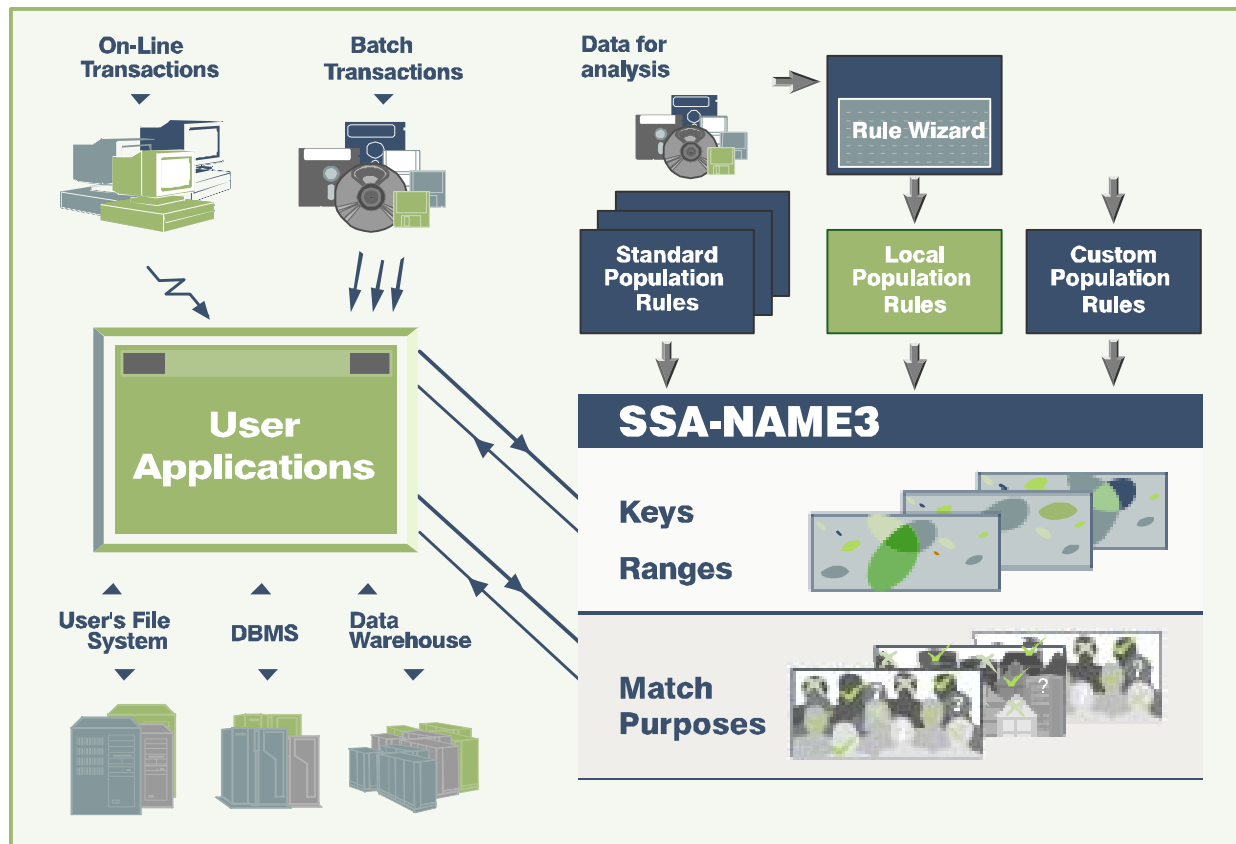 On-Line
Transactions
Batch
Transactions
Data for
analysis
Rule Wizard
Standard
Population
Rules
Local
Population
Rules
Custom
Population
Rules
User
Applications
SSA-NAME3
Keys
Ranges
Match
Purposes
User's File
System
DBMS
Data
Warehouse